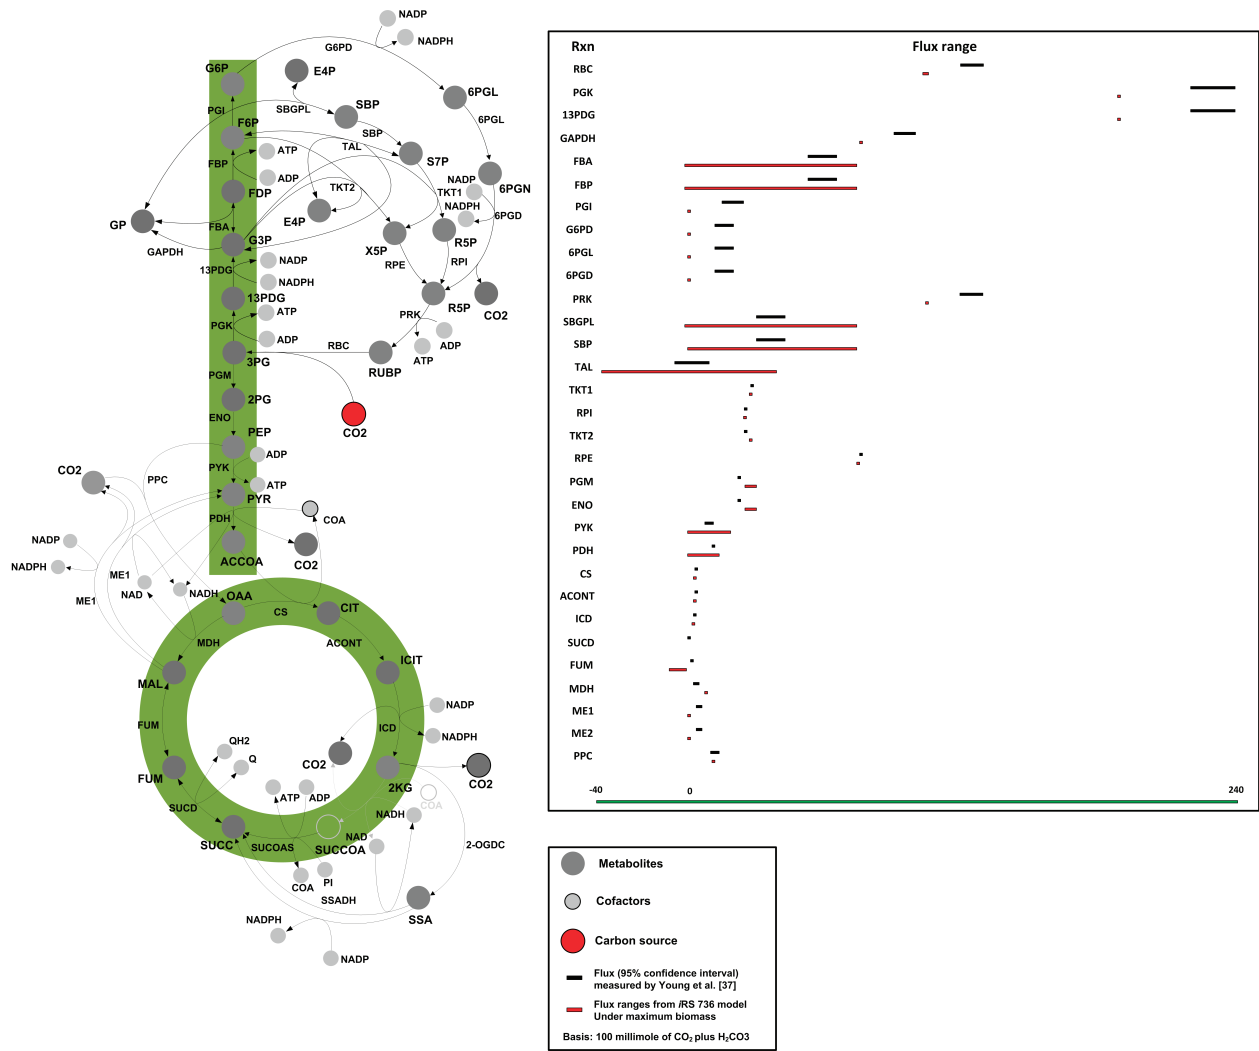 NADP
NADPH
G6PD
G6P
E4P
6PGL
PGI
SBGPL
SBP
6PGL
F6P
SBP
ATP
TAL
S7P
FBP
ADP
TKT2
NADP
6PGN
FDP
TKT1
NADPH
6PGD
GP
FBA
E4P
X5P
R5P
GAPDH
G3P
RPE
RPI
13PDG
NADP
NADPH
13PDG
R5P
CO2
ATP
PRK
PGK
ADP
ADP
RBC
ATP
3PG
RUBP
PGM
2PG
ENO
CO2
PEP
ADP
CO2
PPC
PYK
ATP
PYR
PDH
COA
NADP
ACCOA
CO2
NADPH
ME1
NAD
NADH
ME1
OAA
CS
CIT
MDH
ACONT
ICIT
MAL
NADP
FUM
ICD
NADPH
QH2
Q
CO2
FUM
2KG
CO2
ATP
ADP
COA
SUCD
NADH
SUCC
SUCOAS
NAD
SUCCOA
2-OGDC
COA
PI
SSADH
SSA
NADPH
NADP
Rxn Flux range
RBC
PGK
13PDG
GAPDH
FBA
FBP
PGI
G6PD
6PGL
6PGD
PRK
SBGPL
SBP
TAL
TKT1
RPI
TKT2
RPE
PGM
ENO
PYK
PDH
CS
ACONT
ICD
SUCD
FUM
MDH
ME1
ME2
PPC
-40 0 240
Metabolites
Cofactors
Carbon source
Flux (95% confidence interval)
measured by Young et al. [37]
Flux ranges from iRS 736 model
Under maximum biomass
Basis: 100 millimole of CO₂ plus H₂CO3